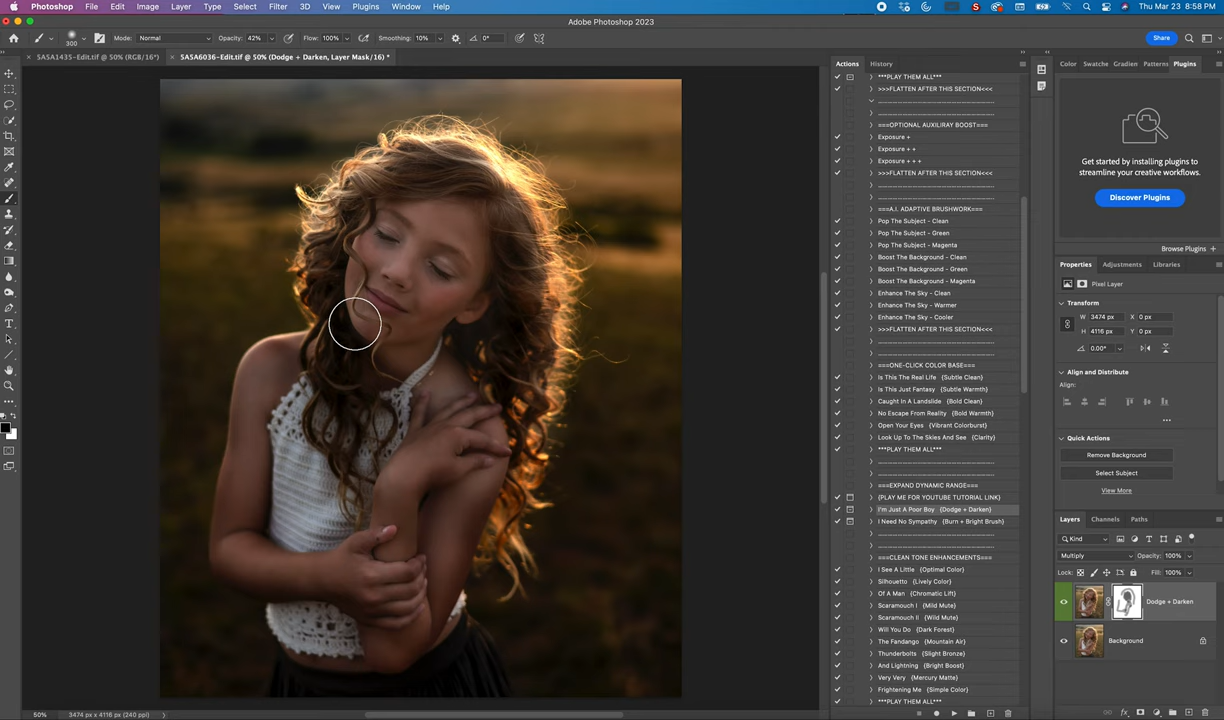 Photoshop File Edit Image Layer Type Select Filter 3D View Plugins Window Help Thu Mar 23 8:58 PM
Adobe Photoshop 2023
300 Mode: Normal Opacity: 42% Flow: 100% Smoothing: 10% 0° Share
5A5A1435-Edit.tif @ 50% (RGB/16*) 5A5A6036-Edit.tif @ 50% (Dodge + Darken, Layer Mask/16) *
Actions History
***PLAY THEM ALL***
>>>FLATTEN AFTER THIS SECTION<<<
===OPTIONAL AUXILIRAY BOOST===
Exposure +
Exposure + +
Exposure + + +
>>>FLATTEN AFTER THIS SECTION<<<
===A.I. ADAPTIVE BRUSHWORK===
Pop The Subject - Clean
Pop The Subject - Green
Pop The Subject - Magenta
Boost The Background - Clean
Boost The Background - Green
Boost The Background - Magenta
Enhance The Sky - Clean
Enhance The Sky - Warmer
Enhance The Sky - Cooler
>>>FLATTEN AFTER THIS SECTION<<<
===ONE-CLICK COLOR BASE===
Is This The Real Life {Subtle Clean}
Is This Just Fantasy {Subtle Warmth}
Caught In A Landslide {Bold Clean}
No Escape From Reality {Bold Warmth}
Open Your Eyes {Vibrant Colorburst}
Look Up To The Skies And See {Clarity}
***PLAY THEM ALL***
===EXPAND DYNAMIC RANGE===
{PLAY ME FOR YOUTUBE TUTORIAL LINK}
I'm Just A Poor Boy {Dodge + Darken}
I Need No Sympathy {Burn + Bright Brush}
===CLEAN TONE ENHANCEMENTS===
I See A Little {Optimal Color}
Silhouetto {Lively Color}
Of A Man {Chromatic Lift}
Scaramouch I {Mild Mute}
Scaramouch II {Wild Mute}
Will You Do {Dark Forest}
The Fandango {Mountain Air}
Thunderbolts {Slight Bronze}
And Lightning {Bright Boost}
Very Very {Mercury Matte}
Frightening Me {Simple Color}
***PLAY THEM ALL***
Color Swatche Gradien Patterns Plugins
Get started by installing plugins to
streamline your creative workflows.
Discover Plugins
Browse Plugins
Properties Adjustments Libraries
Pixel Layer
Transform
W 3474 px X 0 px
H 4116 px Y 0 px
0.00°
Align and Distribute
Align:
Quick Actions
Remove Background
Select Subject
View More
Layers Channels Paths
Kind
Multiply Opacity: 100%
Lock: Fill: 100%
Dodge + Darken
Background
50% 3474 px x 4116 px (240 ppi)